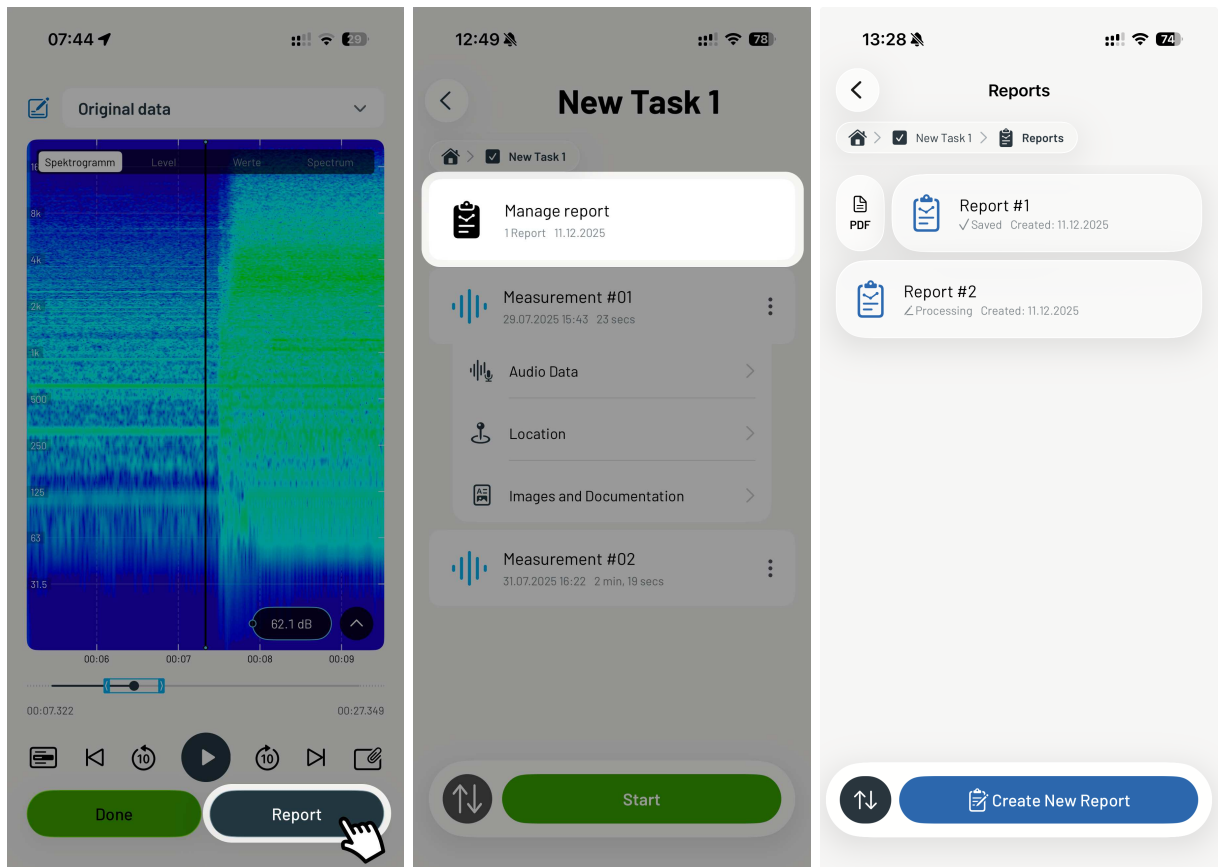 07:44
29
Original data
16
Spektrogramm Level Werte Spectrum
8k
4k
2k
1k
500
250
125
63
31.5
62.1 dB
00:06 00:07 00:08 00:09
00:07.322 00:27.349
10 10
Done Report
12:49
78
New Task 1
New Task 1
Manage report
1 Report 11.12.2025
Measurement #01
29.07.2025 15:43 23 secs
Audio Data
Location
Images and Documentation
Measurement #02
31.07.2025 16:22 2 min, 19 secs
Start
13:28
74
Reports
New Task 1 Reports
PDF
Report #1
Saved Created: 11.12.2025
Report #2
Processing Created: 11.12.2025
Create New Report